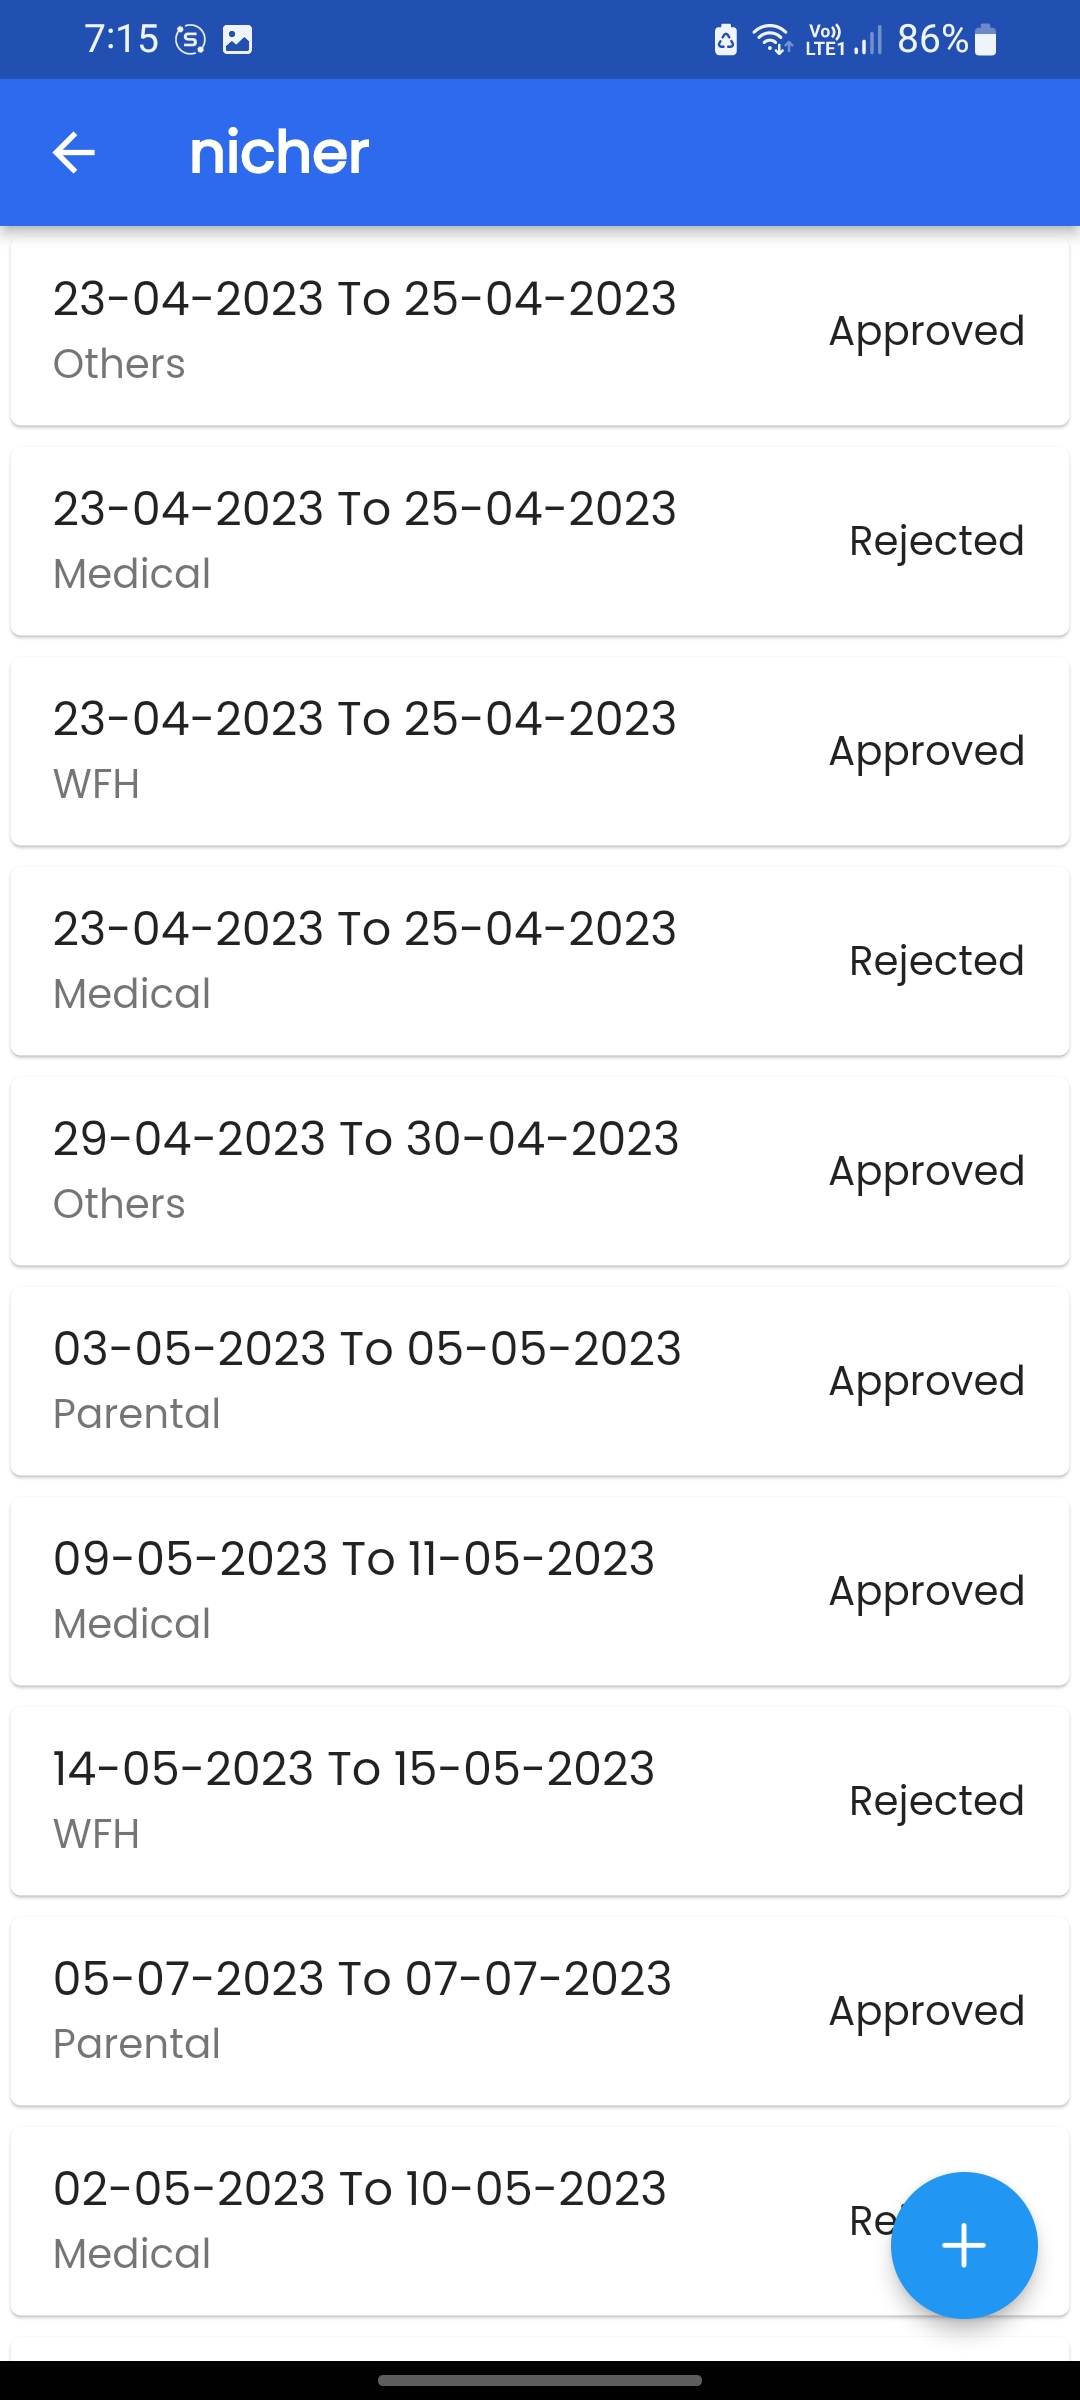 7:15
Vo)) LTE1 86%
nicher
23-04-2023 To 25-04-2023
Others
Approved
23-04-2023 To 25-04-2023
Medical
Rejected
23-04-2023 To 25-04-2023
WFH
Approved
23-04-2023 To 25-04-2023
Medical
Rejected
29-04-2023 To 30-04-2023
Others
Approved
03-05-2023 To 05-05-2023
Parental
Approved
09-05-2023 To 11-05-2023
Medical
Approved
14-05-2023 To 15-05-2023
WFH
Rejected
05-07-2023 To 07-07-2023
Parental
Approved
02-05-2023 To 10-05-2023
Medical